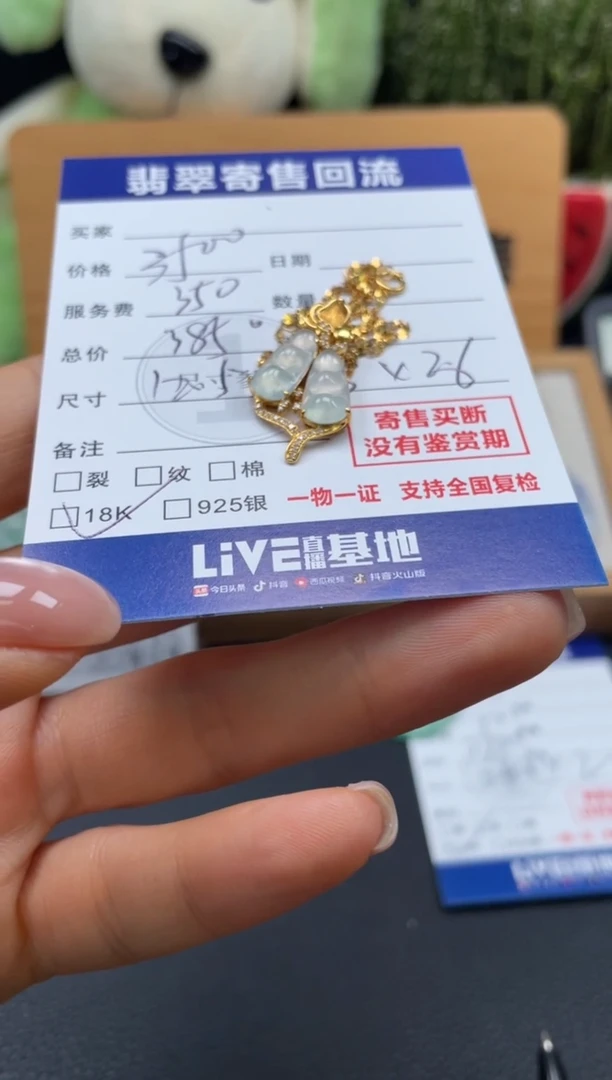 翡翠寄售回流
买家
价格 3500 日期
服务费 350 数量
总价 3850
尺寸 ×2.6
寄售买断
没有鉴赏期
备注
裂 纹 棉
18K 925银
一物一证 支持全国复检
LiVE直播基地
今日头条 抖音 西瓜视频 抖音火山版